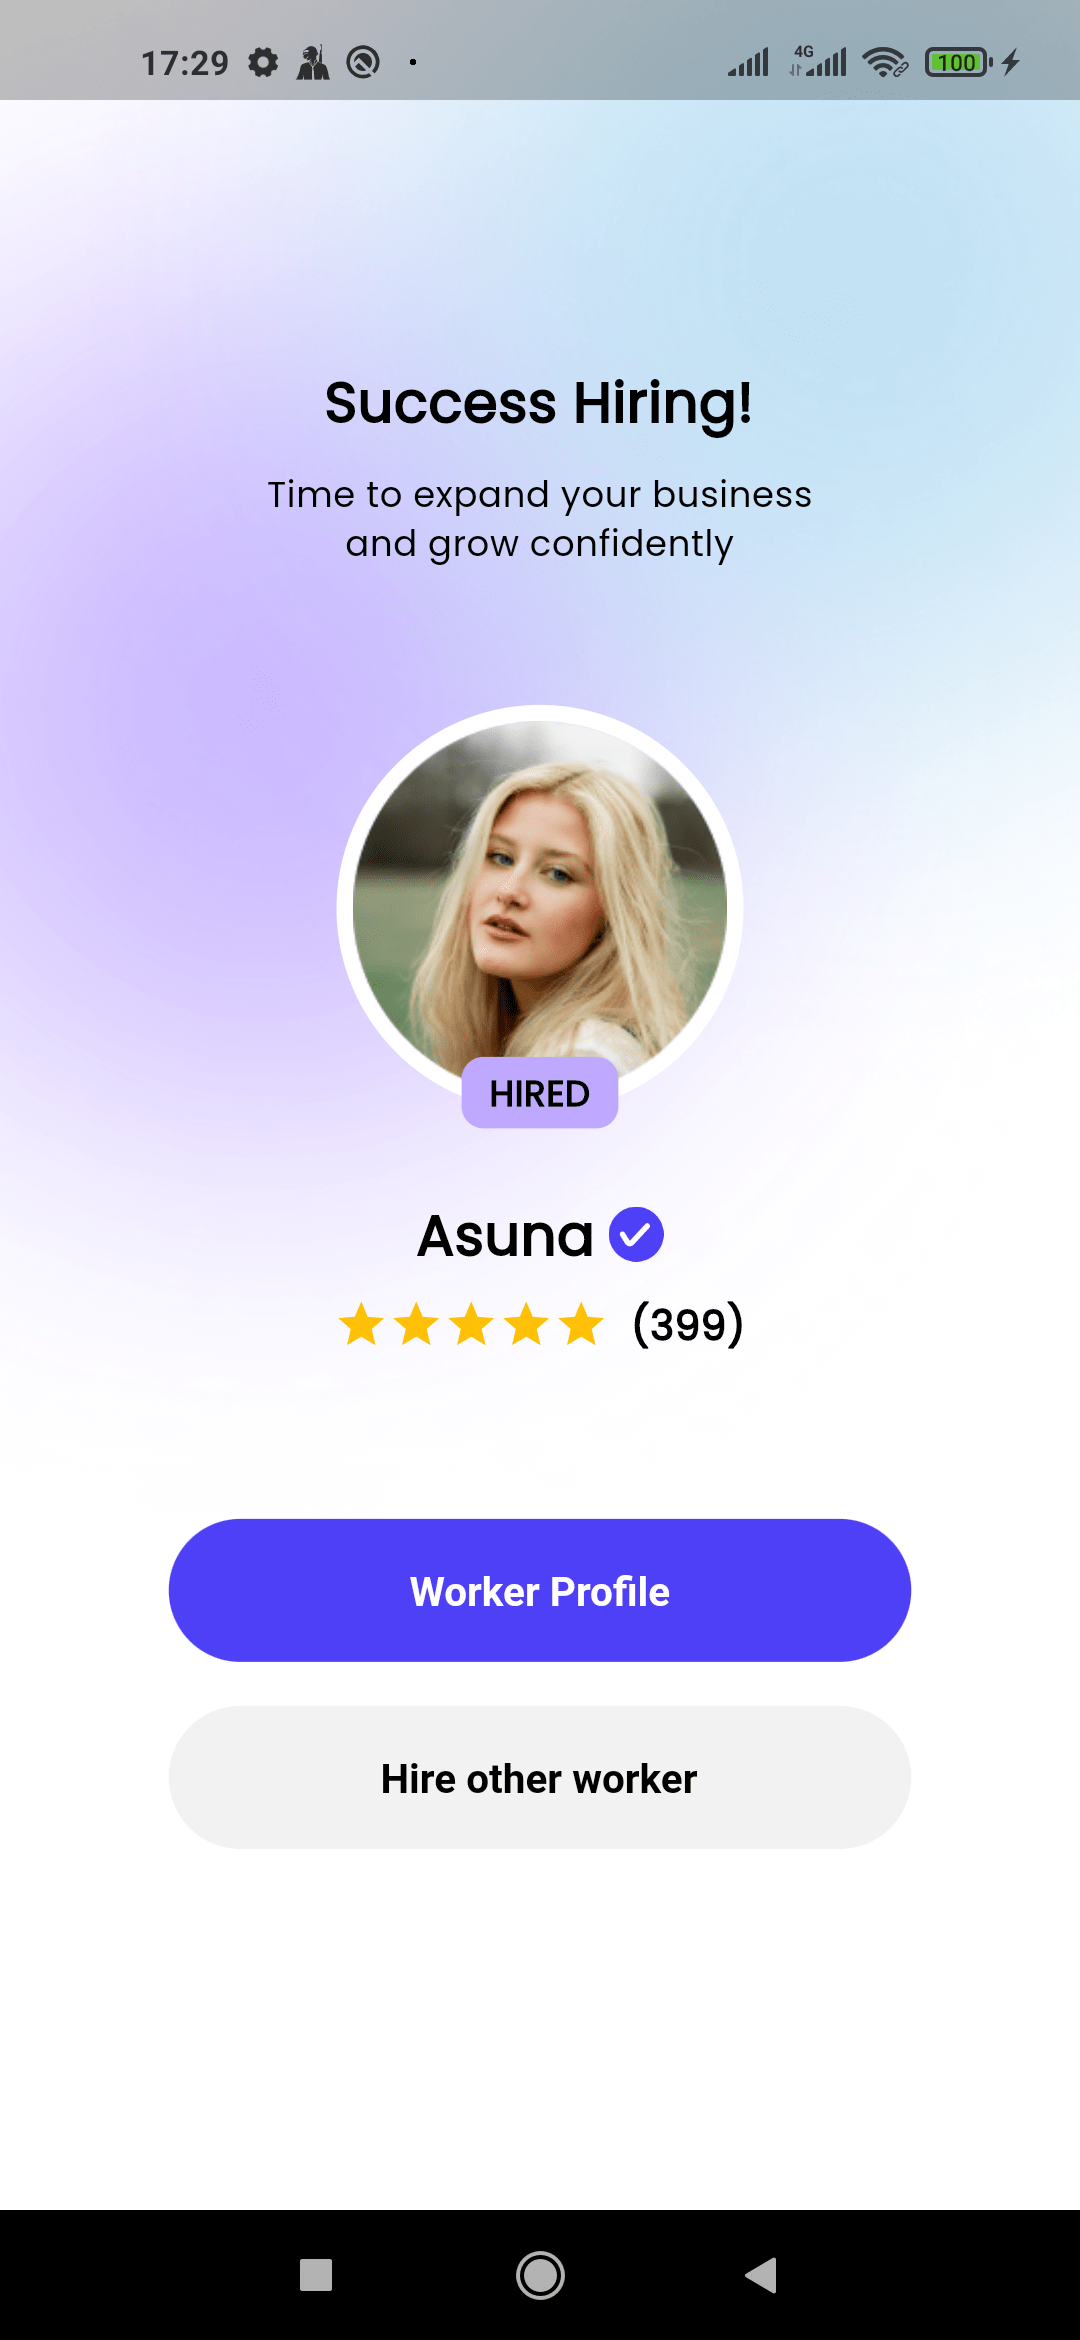 17:29
4G
100
Success Hiring!
Time to expand your business
and grow confidently
HIRED
Asuna
(399)
Worker Profile
Hire other worker